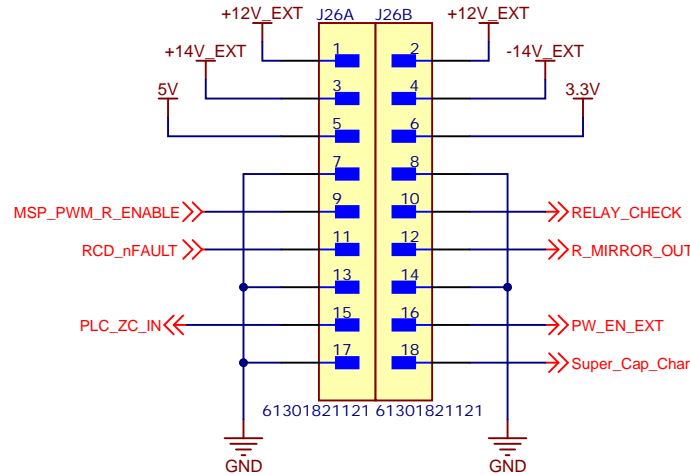 +12V_EXT J26A J26B +12V_EXT
+14V_EXT 1 2 -14V_EXT
5V 3 4 3.3V
5 6
7 8
MSP_PWM_R_ENABLE 9 10 RELAY_CHECK
RCD_nFAULT 11 12 R_MIRROR_OUT
13 14
PLC_ZC_IN 15 16 PW_EN_EXT
17 18 Super_Cap_Char
61301821121 61301821121
GND GND